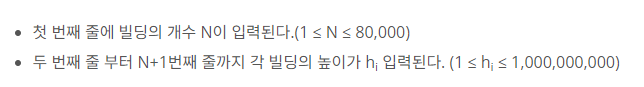 • 첫 번째 줄에 빌딩의 개수 N이 입력된다.(1 ≤ N ≤ 80,000)
• 두 번째 줄 부터 N+1번째 줄까지 각 빌딩의 높이가 hᵢ 입력된다. (1 ≤ hᵢ ≤ 1,000,000,000)